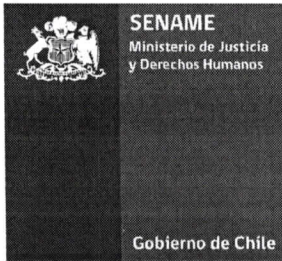 SENAME
Ministerio de Justicia
y Derechos Humanos
Gobierno de Chile